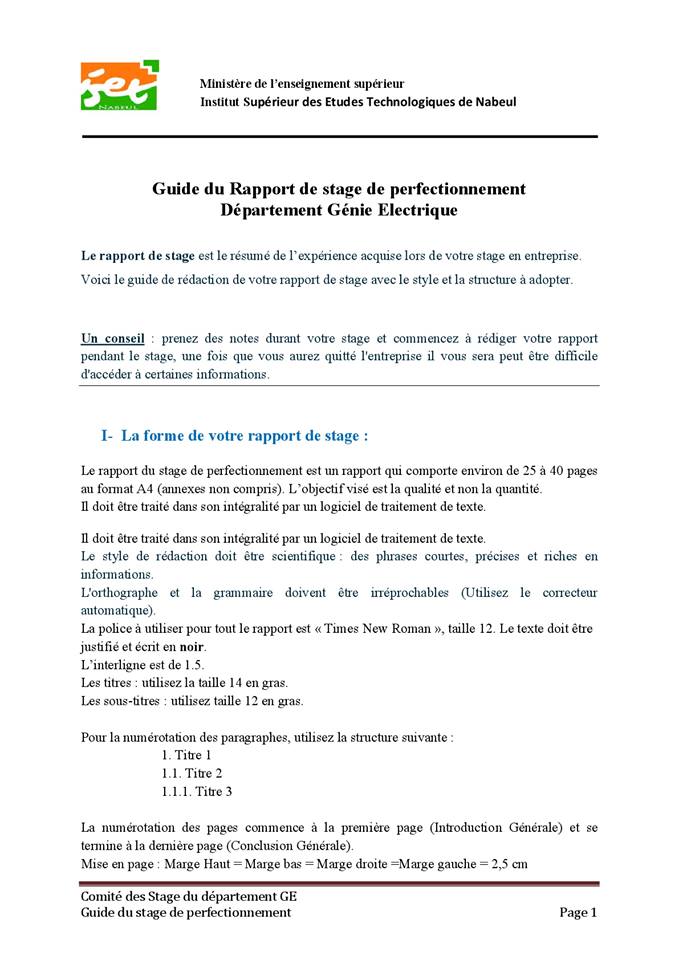 iset
NABEUL
Ministère de l'enseignement supérieur
Institut Supérieur des Etudes Technologiques de Nabeul
Guide du Rapport de stage de perfectionnement
Département Génie Electrique
Le rapport de stage est le résumé de l'expérience acquise lors de votre stage en entreprise.
Voici le guide de rédaction de votre rapport de stage avec le style et la structure à adopter.
Un conseil : prenez des notes durant votre stage et commencez à rédiger votre rapport
pendant le stage, une fois que vous aurez quitté l'entreprise il vous sera peut être difficile
d'accéder à certaines informations.
I- La forme de votre rapport de stage :
Le rapport du stage de perfectionnement est un rapport qui comporte environ de 25 à 40 pages
au format A4 (annexes non compris). L'objectif visé est la qualité et non la quantité.
Il doit être traité dans son intégralité par un logiciel de traitement de texte.
Il doit être traité dans son intégralité par un logiciel de traitement de texte.
Le style de rédaction doit être scientifique : des phrases courtes, précises et riches en
informations.
L'orthographe et la grammaire doivent être irréprochables (Utilisez le correcteur
automatique).
La police à utiliser pour tout le rapport est « Times New Roman », taille 12. Le texte doit être
justifié et écrit en noir.
L'interligne est de 1.5.
Les titres : utilisez la taille 14 en gras.
Les sous-titres : utilisez taille 12 en gras.
Pour la numérotation des paragraphes, utilisez la structure suivante :
1. Titre 1
1.1. Titre 2
1.1.1. Titre 3
La numérotation des pages commence à la première page (Introduction Générale) et se
termine à la dernière page (Conclusion Générale).
Mise en page : Marge Haut = Marge bas = Marge droite =Marge gauche = 2,5 cm
Comité des Stage du département GE
Guide du stage de perfectionnement Page 1